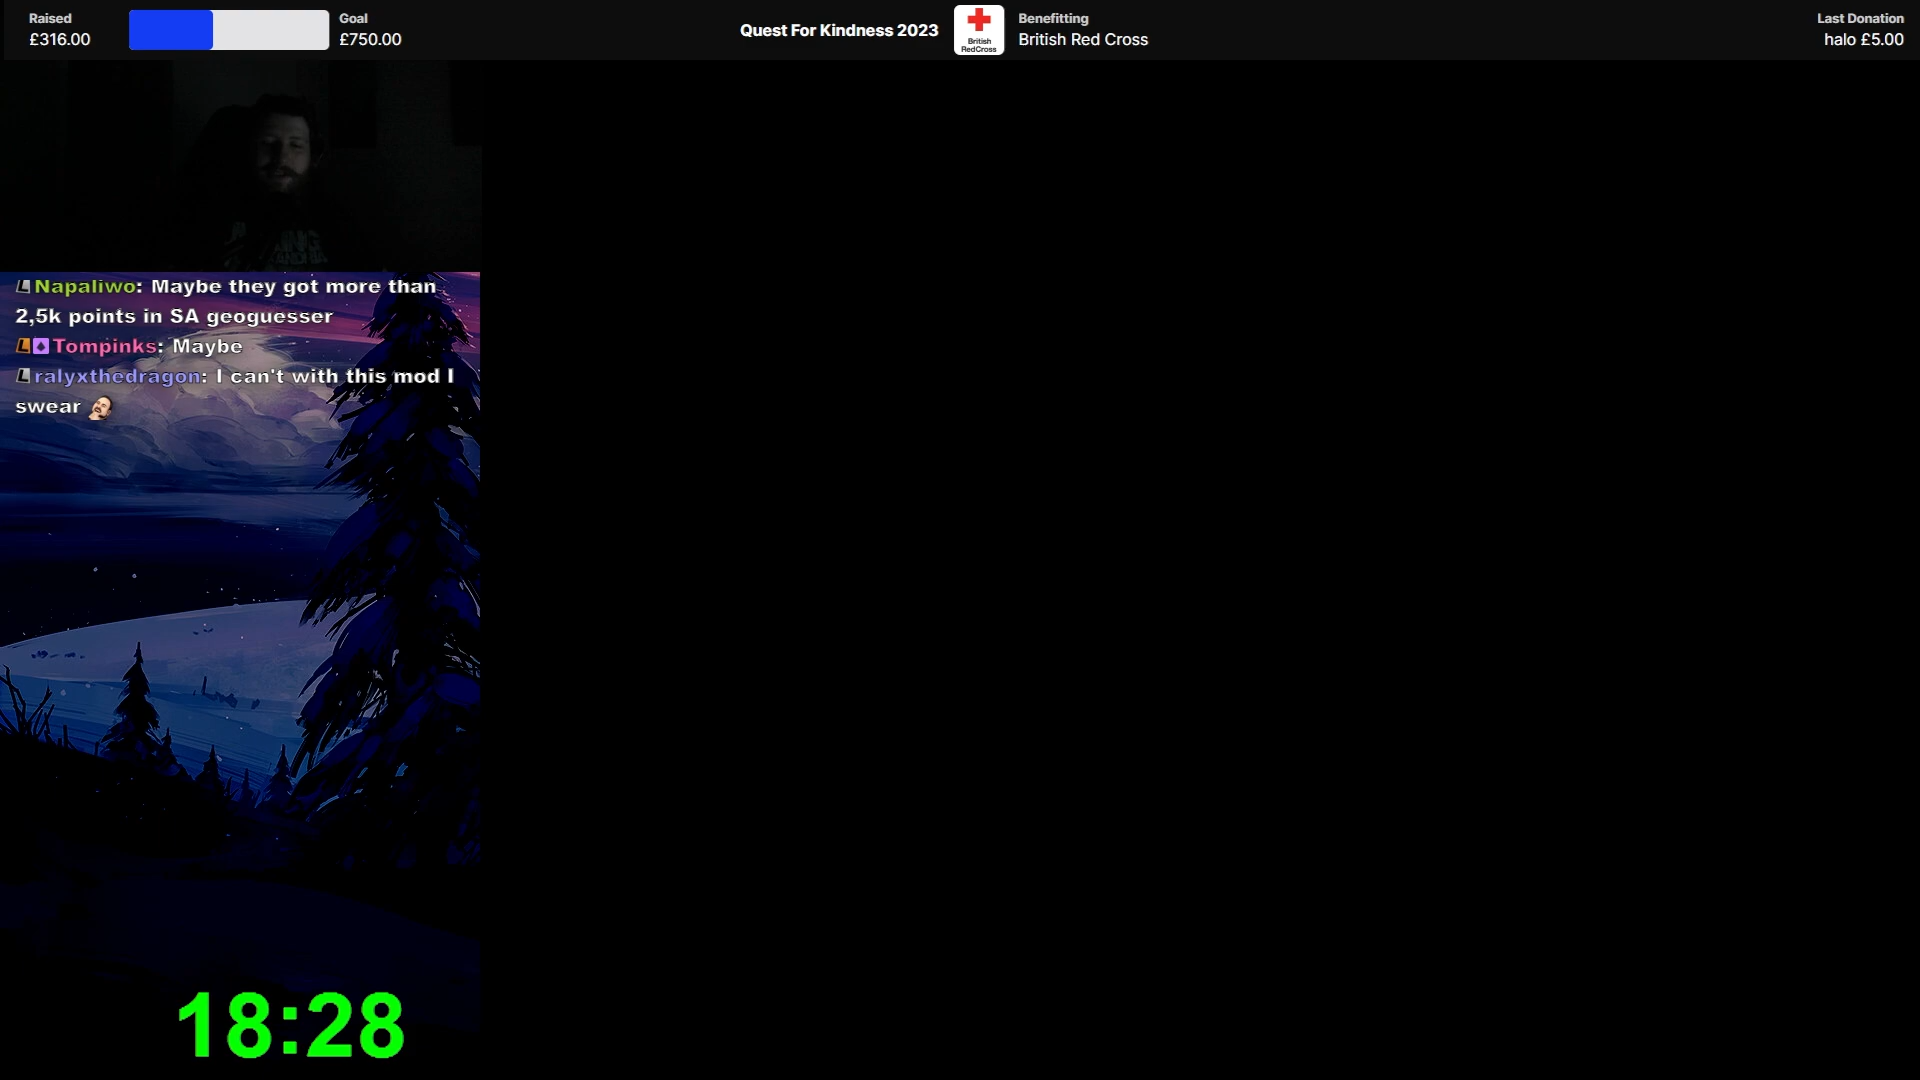 Raised
£316.00
Goal
£750.00
Quest For Kindness 2023
British
RedCross
Benefitting
British Red Cross
Last Donation
halo £5.00
Napaliwo: Maybe they got more than
2,5k points in SA geoguesser
Tompinks: Maybe
ralyxthedragon: I can't with this mod I
swear
18:28